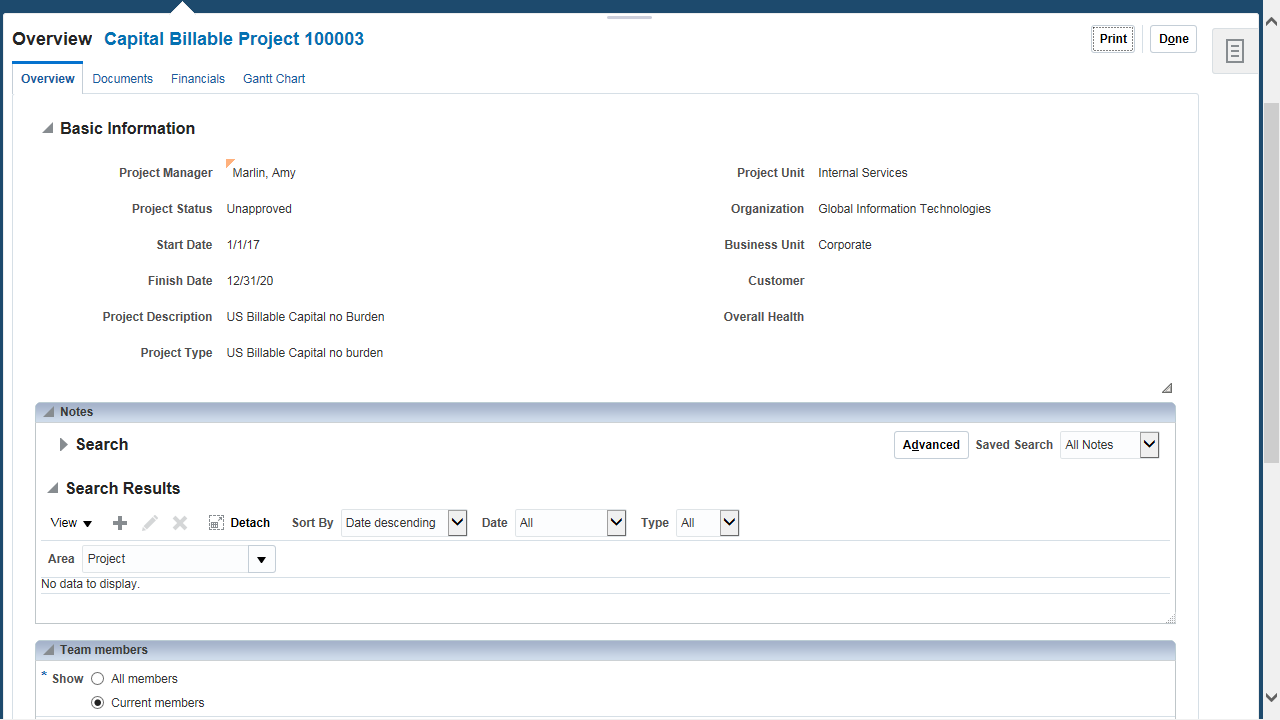 Overview Capital Billable Project 100003
Print Done
Overview Documents Financials Gantt Chart
Basic Information
Project Manager Marlin, Amy Project Unit Internal Services
Project Status Unapproved Organization Global Information Technologies
Start Date 1/1/17 Business Unit Corporate
Finish Date 12/31/20 Customer
Project Description US Billable Capital no Burden Overall Health
Project Type US Billable Capital no burden
Notes
Search Advanced Saved Search All Notes
Search Results
View Detach Sort By Date descending Date All Type All
Area Project
No data to display.
Team members
* Show All members
Current members